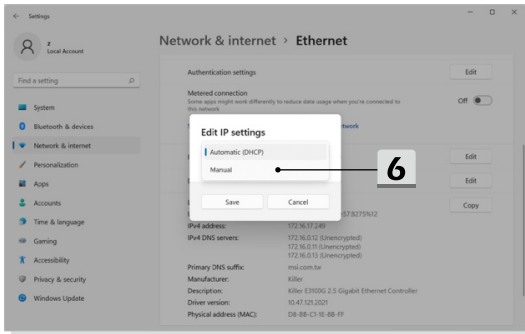 Settings
z
Local Account
Find a setting
System
Bluetooth & devices
Network & internet
Personalization
Apps
Accounts
Time & language
Gaming
Accessibility
Privacy & security
Windows Update
Network & internet > Ethernet
Authentication settings
Edit
Metered connection
Some apps might work differently to reduce data usage when you're connected to
this network
Off
Edit IP settings
Automatic (DHCP)
Manual
6
Save
Cancel
Edit
Edit
Copy
IPv4 address: 172.16.17.249
IPv4 DNS servers: 172.16.0.12 (Unencrypted)
172.16.0.11 (Unencrypted)
172.16.0.13 (Unencrypted)
Primary DNS suffix: msi.com.tw
Manufacturer: Killer
Description: Killer E3100G 2.5 Gigabit Ethernet Controller
Driver version: 10.47.121.2021
Physical address (MAC): D8-BB-C1-1E-8B-FF